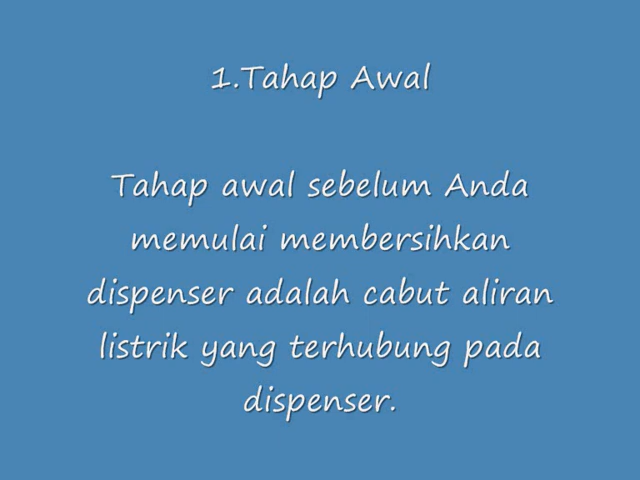 1.Tahap Awal
Tahap awal sebelum Anda
memulai membersihkan
dispenser adalah cabut aliran
listrik yang terhubung pada
dispenser.